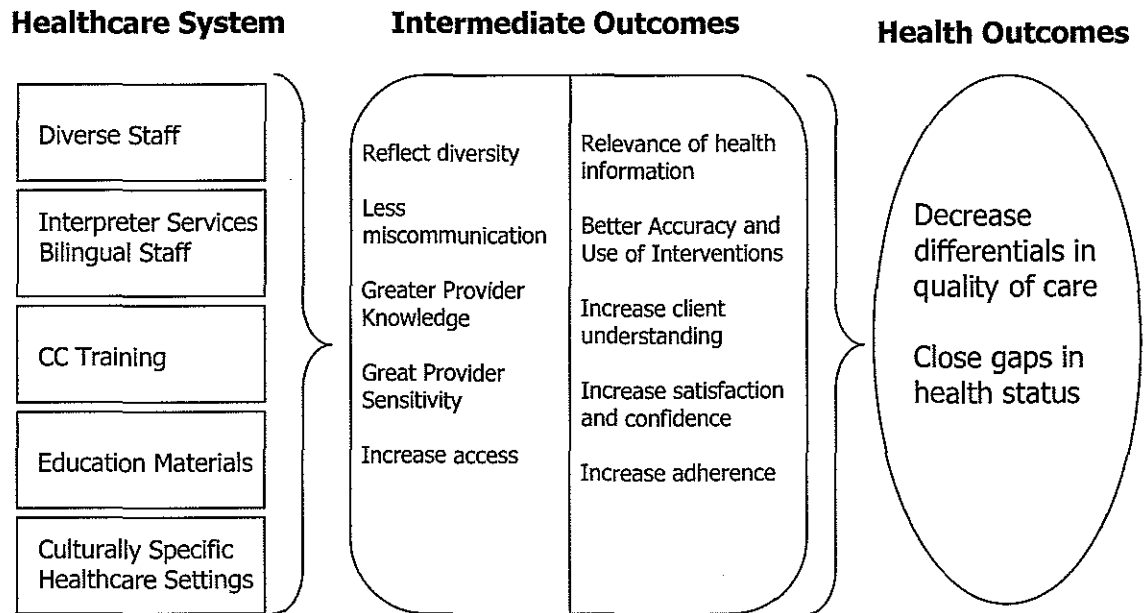 Healthcare System
Intermediate Outcomes
Health Outcomes
Diverse Staff
Interpreter Services
Bilingual Staff
CC Training
Education Materials
Culturally Specific
Healthcare Settings
Reflect diversity
Less
miscommunication
Greater Provider
Knowledge
Great Provider
Sensitivity
Increase access
Relevance of health
information
Better Accuracy and
Use of Interventions
Increase client
understanding
Increase satisfaction
and confidence
Increase adherence
Decrease
differentials in
quality of care
Close gaps in
health status